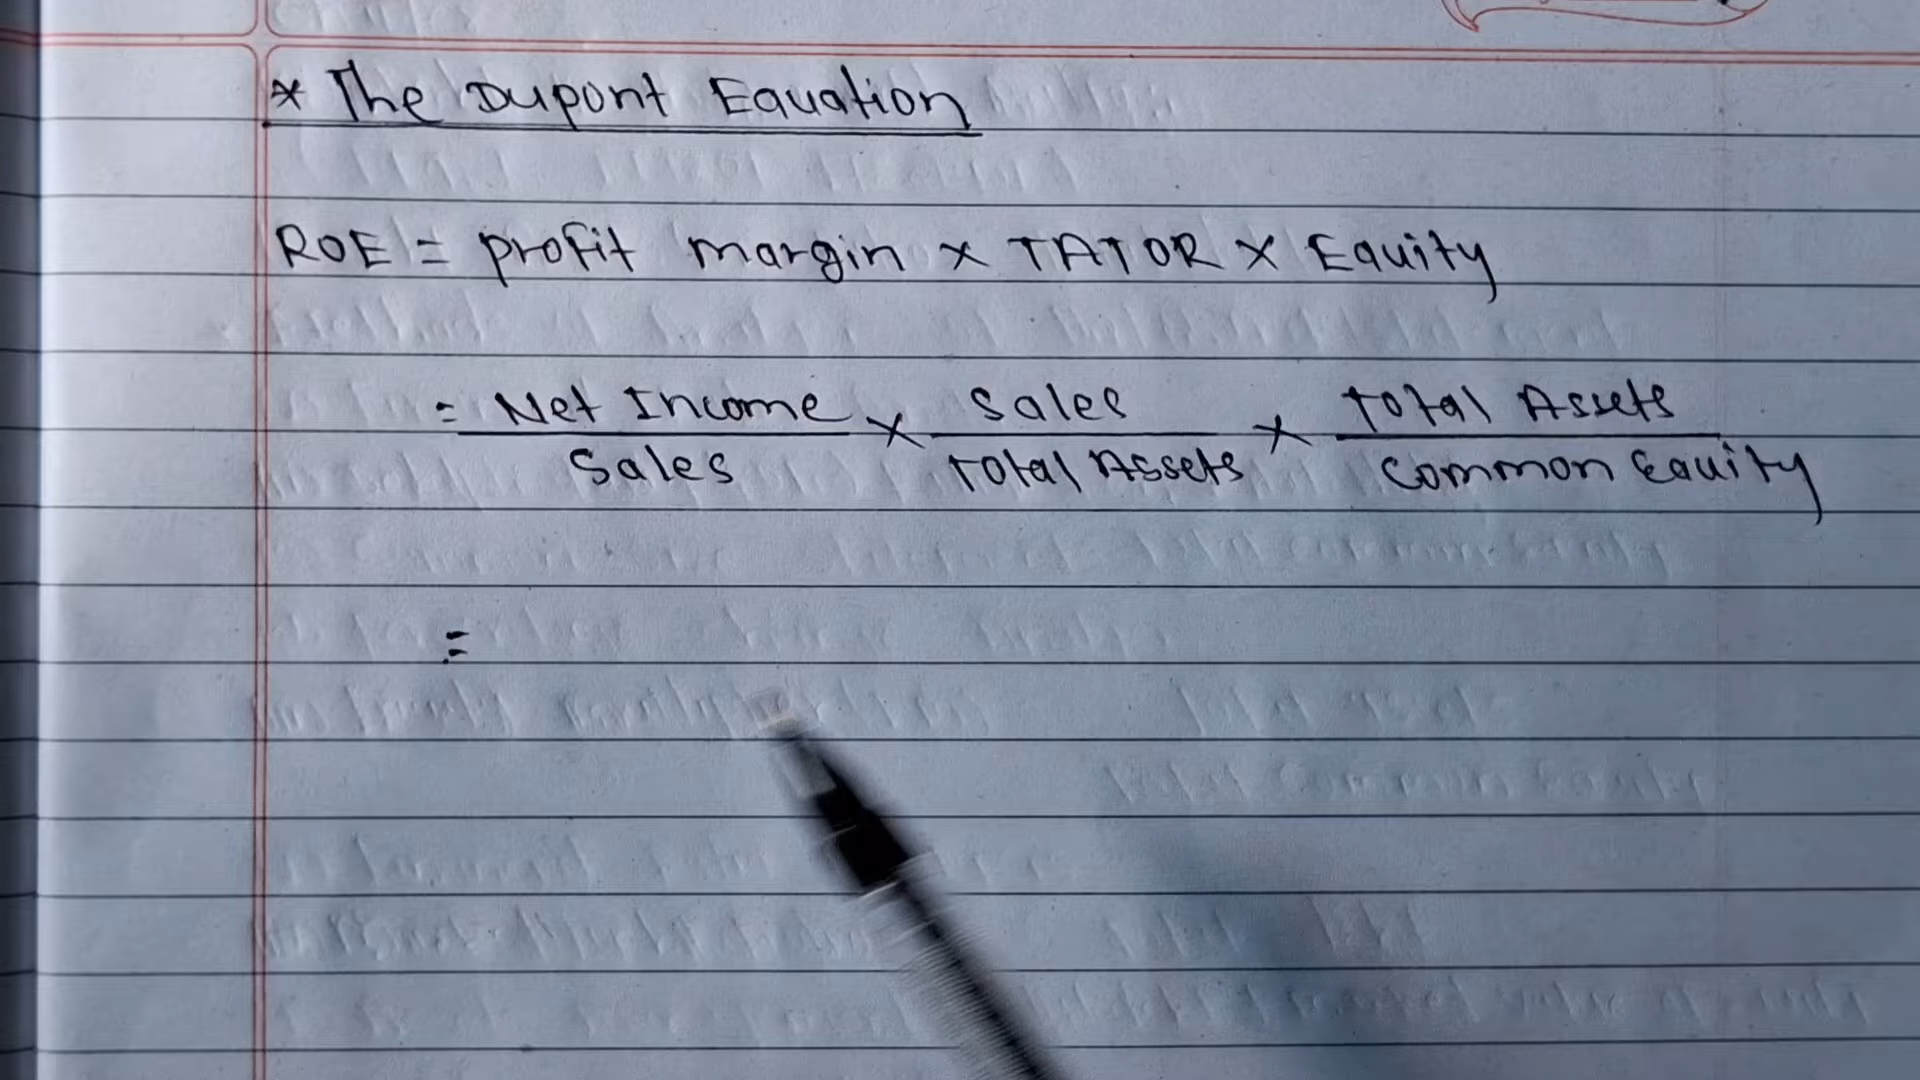 * The Dupont Equation
ROE = profit margin × TATOR × Equity
= Net Income / Sales × Sales / Total Assets × Total Assets / Common Equity
=